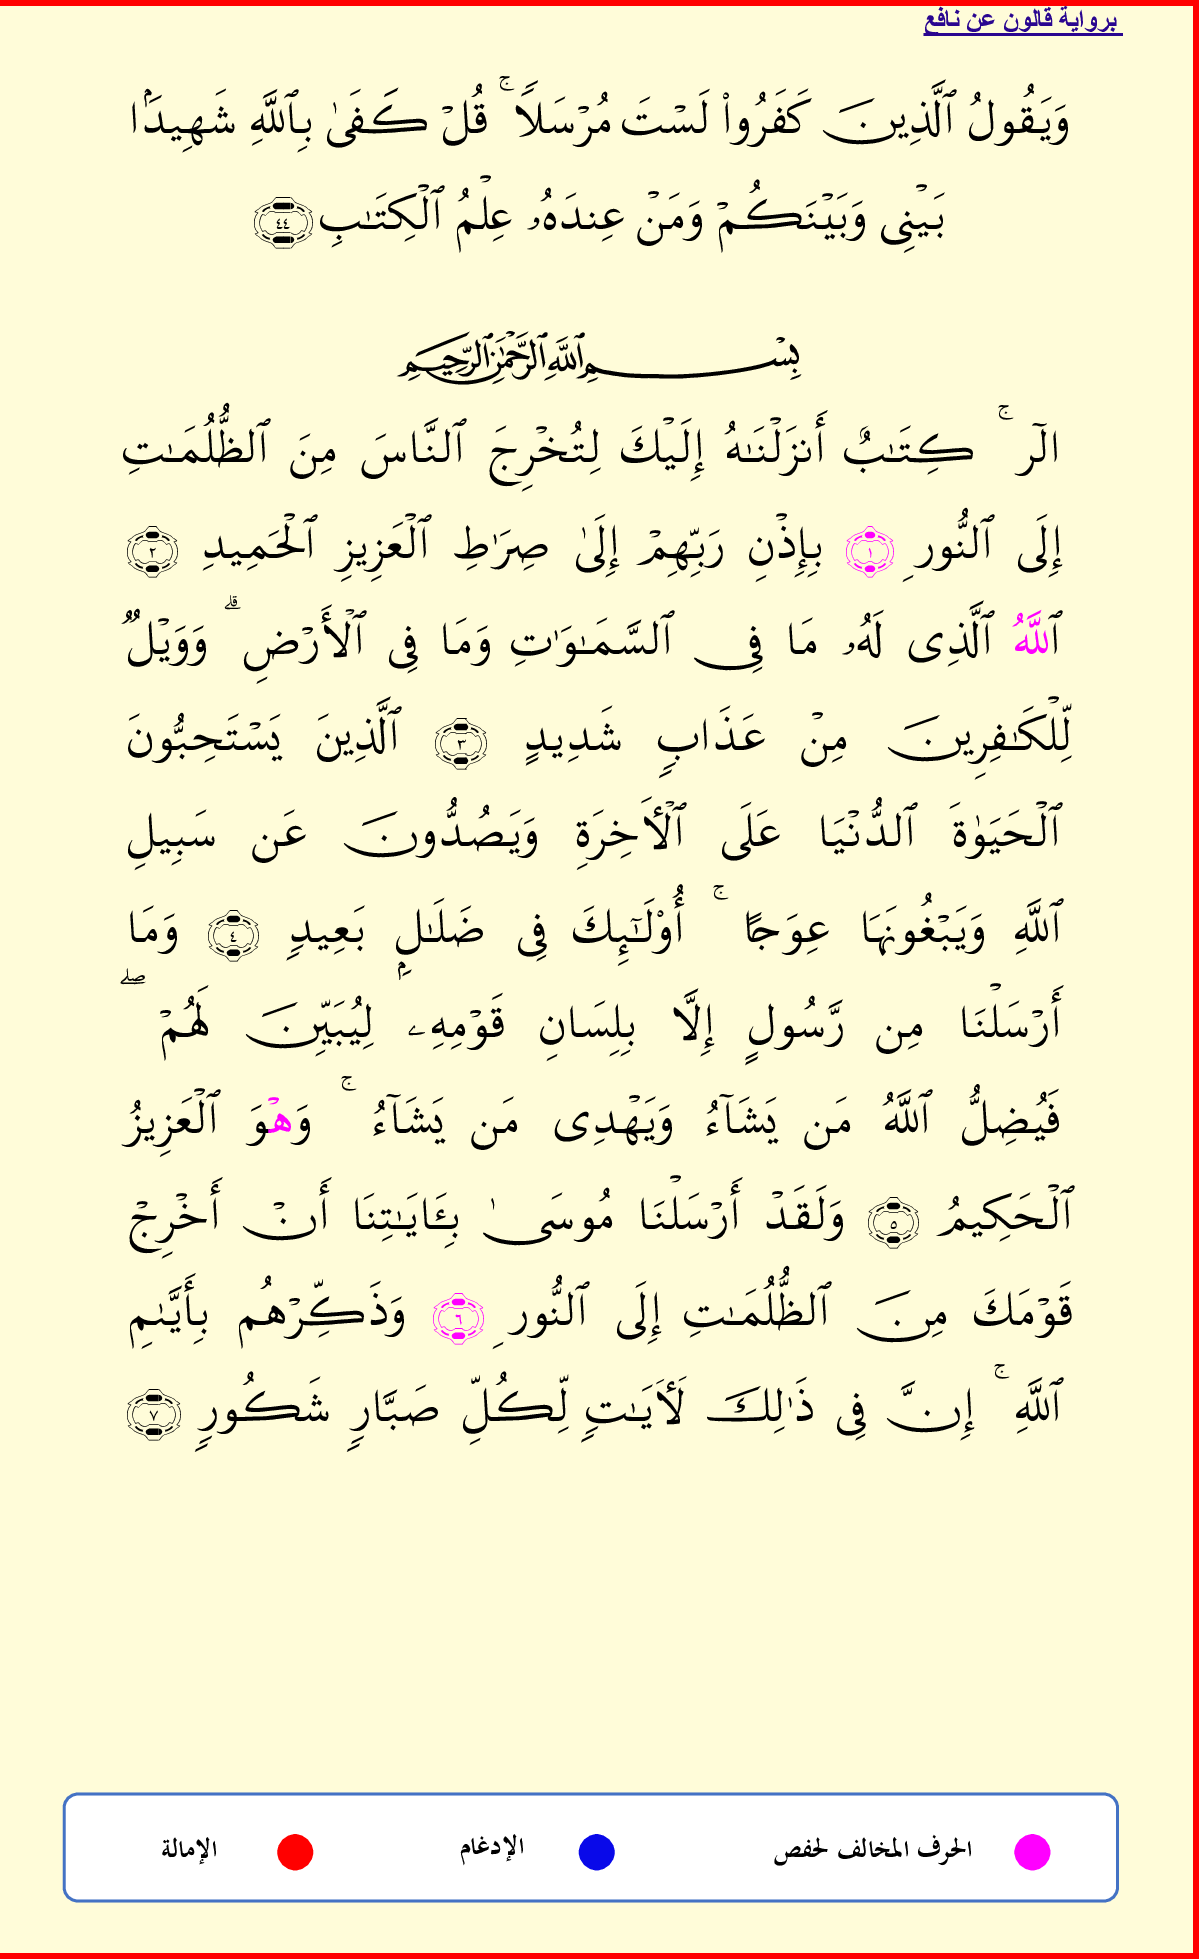 برواية قالون عن نافع
وَيَقُولُ ٱلَّذِينَ كَفَرُوا۟ لَسْتَ مُرْسَلًا ۚ قُلْ كَفَىٰ بِٱللَّهِ شَهِيدَۢا
بَيْنِى وَبَيْنَكُمْ وَمَنْ عِندَهُۥ عِلْمُ ٱلْكِتَـٰبِ ٤٤
بِسْمِ ٱللَّهِ ٱلرَّحْمَـٰنِ ٱلرَّحِيمِ
الٓر ۚ كِتَـٰبٌ أَنزَلْنَـٰهُ إِلَيْكَ لِتُخْرِجَ ٱلنَّاسَ مِنَ ٱلظُّلُمَـٰتِ
إِلَى ٱلنُّورِ ١ بِإِذْنِ رَبِّهِمْ إِلَىٰ صِرَٰطِ ٱلْعَزِيزِ ٱلْحَمِيدِ ٢
ٱللَّهُ ٱلَّذِى لَهُۥ مَا فِى ٱلسَّمَـٰوَٰتِ وَمَا فِى ٱلْأَرْضِ ۗ وَوَيْلٌ
لِّلْكَـٰفِرِينَ مِنْ عَذَابٍ شَدِيدٍ ٣ ٱلَّذِينَ يَسْتَحِبُّونَ
ٱلْحَيَوٰةَ ٱلدُّنْيَا عَلَى ٱلْأَخِرَةِ وَيَصُدُّونَ عَن سَبِيلِ
ٱللَّهِ وَيَبْغُونَهَا عِوَجًا ۚ أُو۟لَـٰٓئِكَ فِى ضَلَـٰلٍۭ بَعِيدٍ ٤ وَمَا
أَرْسَلْنَا مِن رَّسُولٍ إِلَّا بِلِسَانِ قَوْمِهِۦ لِيُبَيِّنَ لَهُمْ ۖ
فَيُضِلُّ ٱللَّهُ مَن يَشَآءُ وَيَهْدِى مَن يَشَآءُ ۚ وَهْوَ ٱلْعَزِيزُ
ٱلْحَكِيمُ ٥ وَلَقَدْ أَرْسَلْنَا مُوسَىٰ بِـَٔايَـٰتِنَا أَنْ أَخْرِجْ
قَوْمَكَ مِنَ ٱلظُّلُمَـٰتِ إِلَى ٱلنُّورِ ٦ وَذَكِّرْهُم بِأَيَّىٰمِ
ٱللَّهِ ۚ إِنَّ فِى ذَٰلِكَ لَأَيَـٰتٍ لِّكُلِّ صَبَّارٍ شَكُورٍ ٧
الحرف المخالف لحفص الإدغام الإمالة